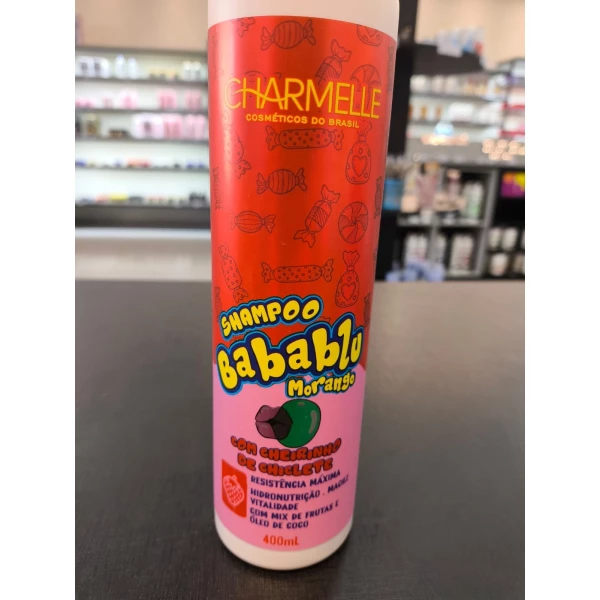 CHARMELLE
COSMÉTICOS DO BRASIL
SHAMPOO
Babablu
Morango
COM CHEIRINHO
DE CHICLETE
RESISTÊNCIA MÁXIMA
HIDRONUTRIÇÃO . MACIEZ
VITALIDADE
COM MIX DE FRUTAS E
ÓLEO DE COCO
400mL